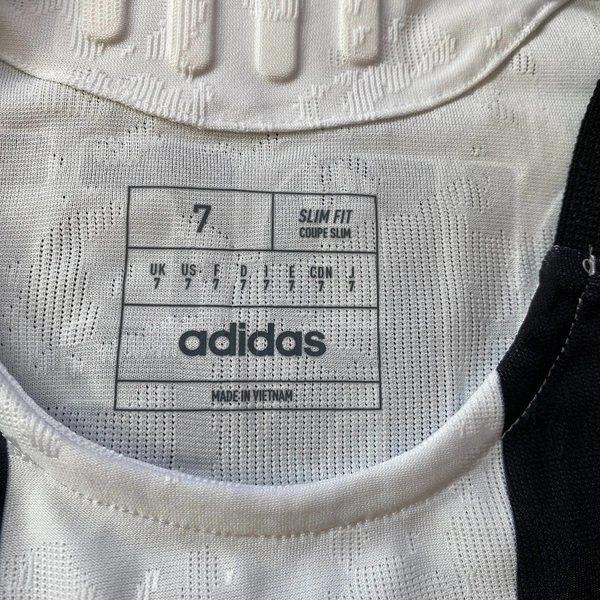 7
SLIM FIT
COUPE SLIM
UK US F D I E CDN J
7 7 7 7 7 7 7 7
adidas
MADE IN VIETNAM